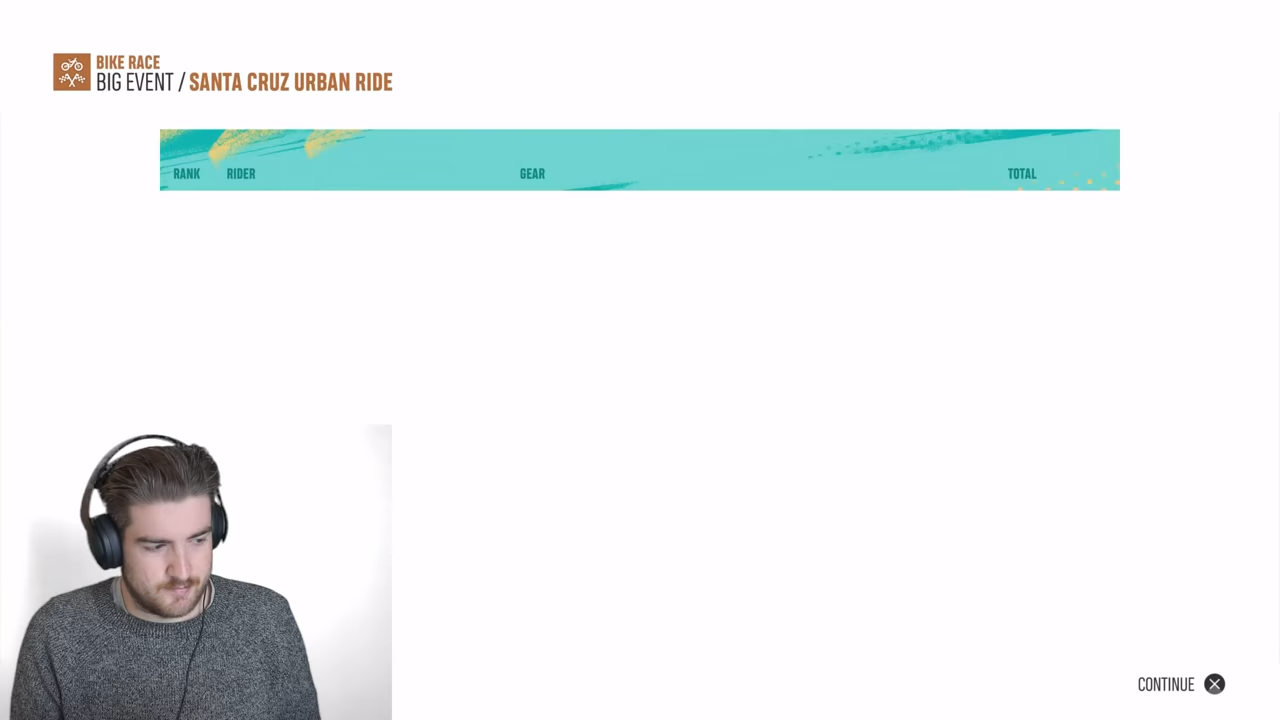 BIKE RACE
BIG EVENT / SANTA CRUZ URBAN RIDE
RANK RIDER GEAR TOTAL
CONTINUE